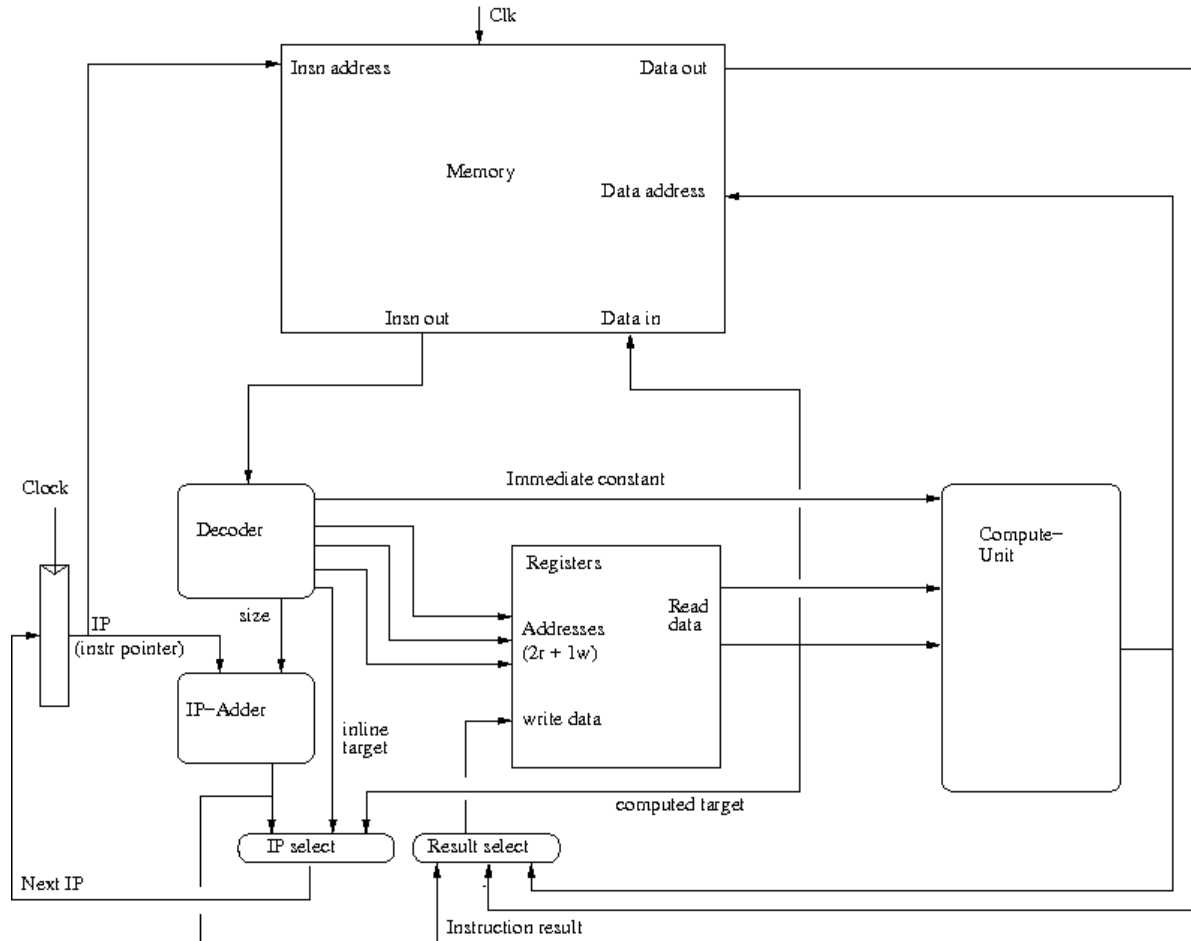 Clk
Insn address
Data out
Memory
Data address
Insn out
Data in
Clock
Immediate constant
Decoder
Compute-
Unit
Registers
size
Read
data
IP
(instr pointer)
Addresses
(2r + 1w)
IP-Adder
inline
target
write data
computed target
IP select
Result select
Next IP
Instruction result